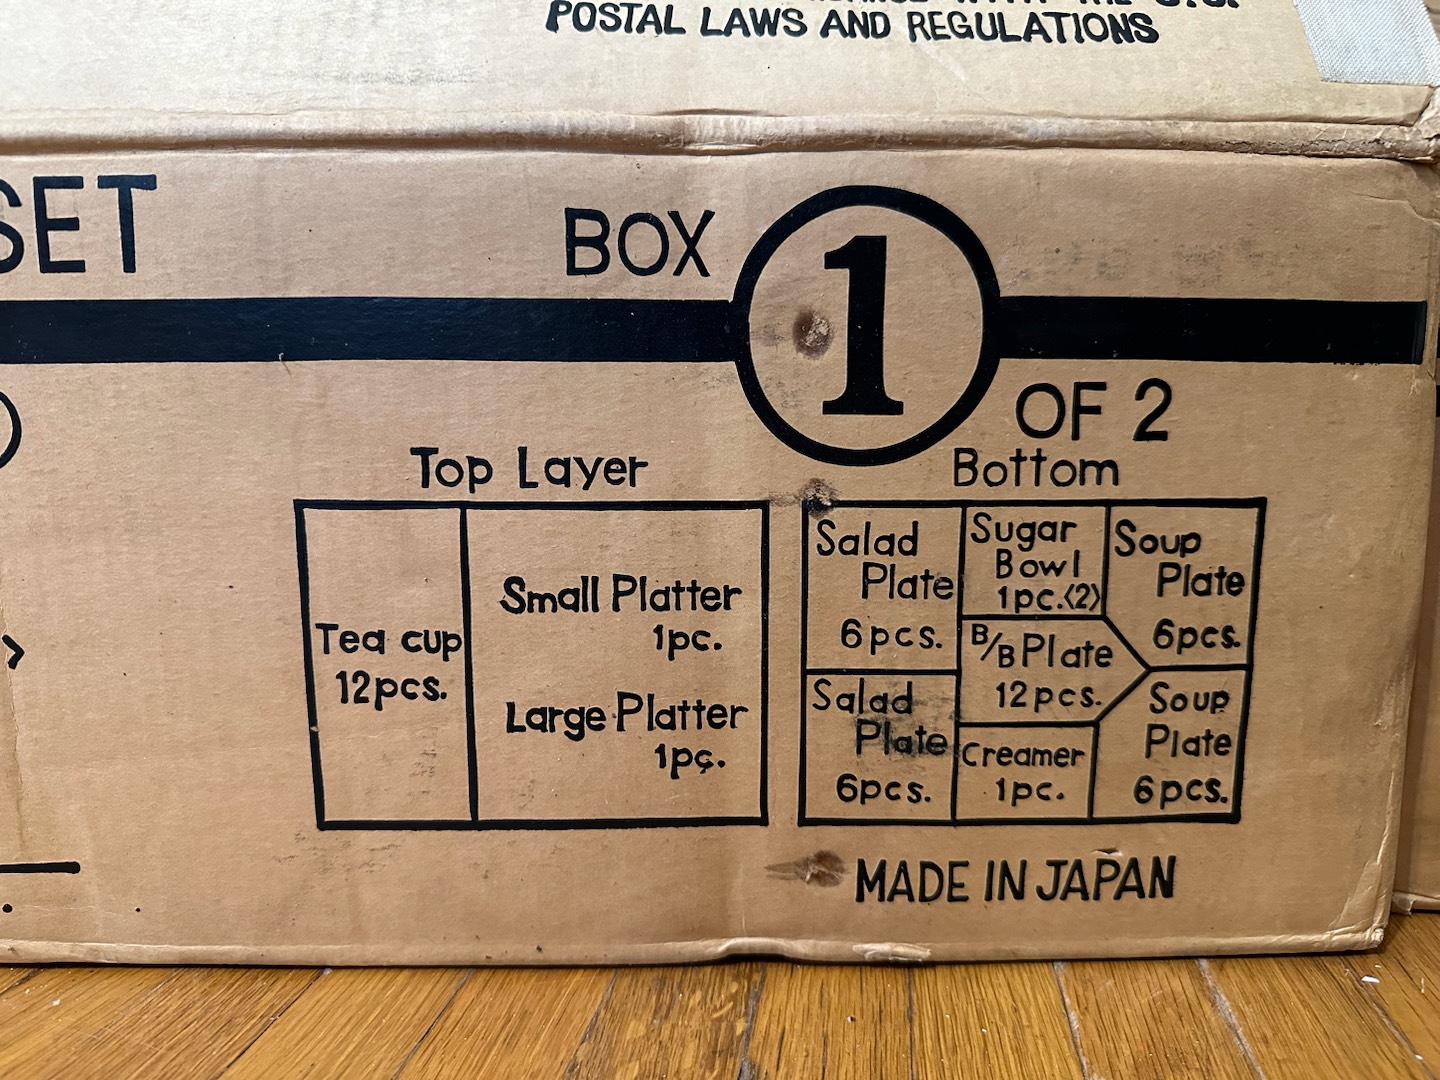 POSTAL LAWS AND REGULATIONS
SET
BOX 1
OF 2
Top Layer
Tea cup
12pcs.
Small Platter
1pc.
Large Platter
1pc.
Bottom
Salad
Plate
6pcs.
Sugar
Bowl
1pc.(2)
Soup
Plate
6pcs.
B/B Plate
12pcs.
Salad
Plate
6pcs.
Creamer
1pc.
Soup
Plate
6pcs.
MADE IN JAPAN